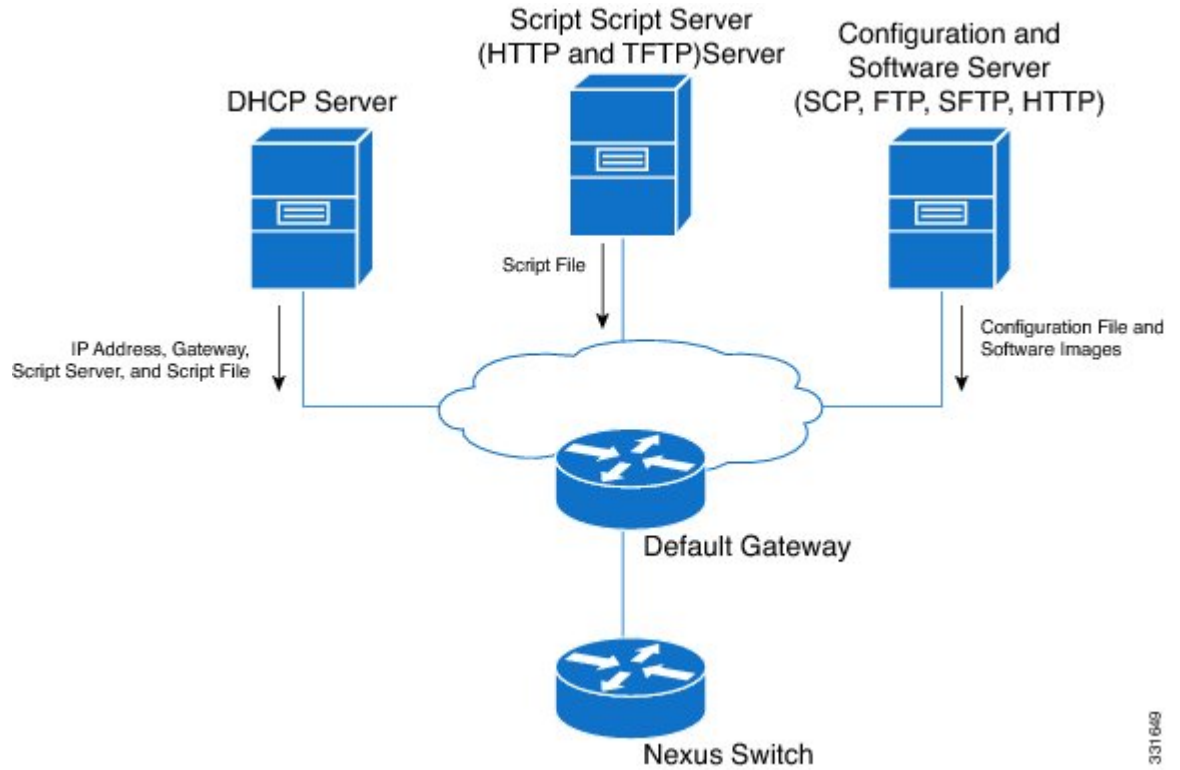 Script Script Server
(HTTP and TFTP)Server
Configuration and
Software Server
(SCP, FTP, SFTP, HTTP)
DHCP Server
Script File
IP Address, Gateway,
Script Server, and Script File
Configuration File and
Software Images
Default Gateway
Nexus Switch
331649